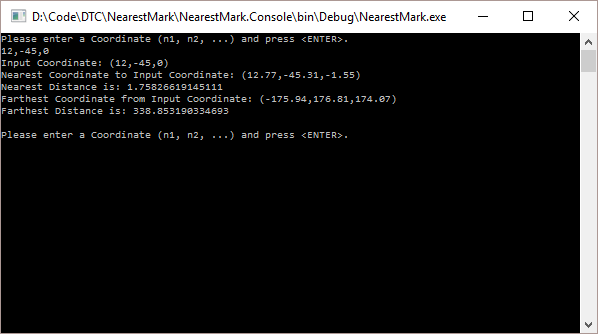 D:\Code\DTC\NearestMark\NearestMark.Console\bin\Debug\NearestMark.exe
Please enter a Coordinate (n1, n2, ...) and press <ENTER>.
12,-45,0
Input Coordinate: (12,-45,0)
Nearest Coordinate to Input Coordinate: (12.77,-45.31,-1.55)
Nearest Distance is: 1.75826619145111
Farthest Coordinate from Input Coordinate: (-175.94,176.81,174.07)
Farthest Distance is: 338.853190334693
Please enter a Coordinate (n1, n2, ...) and press <ENTER>.